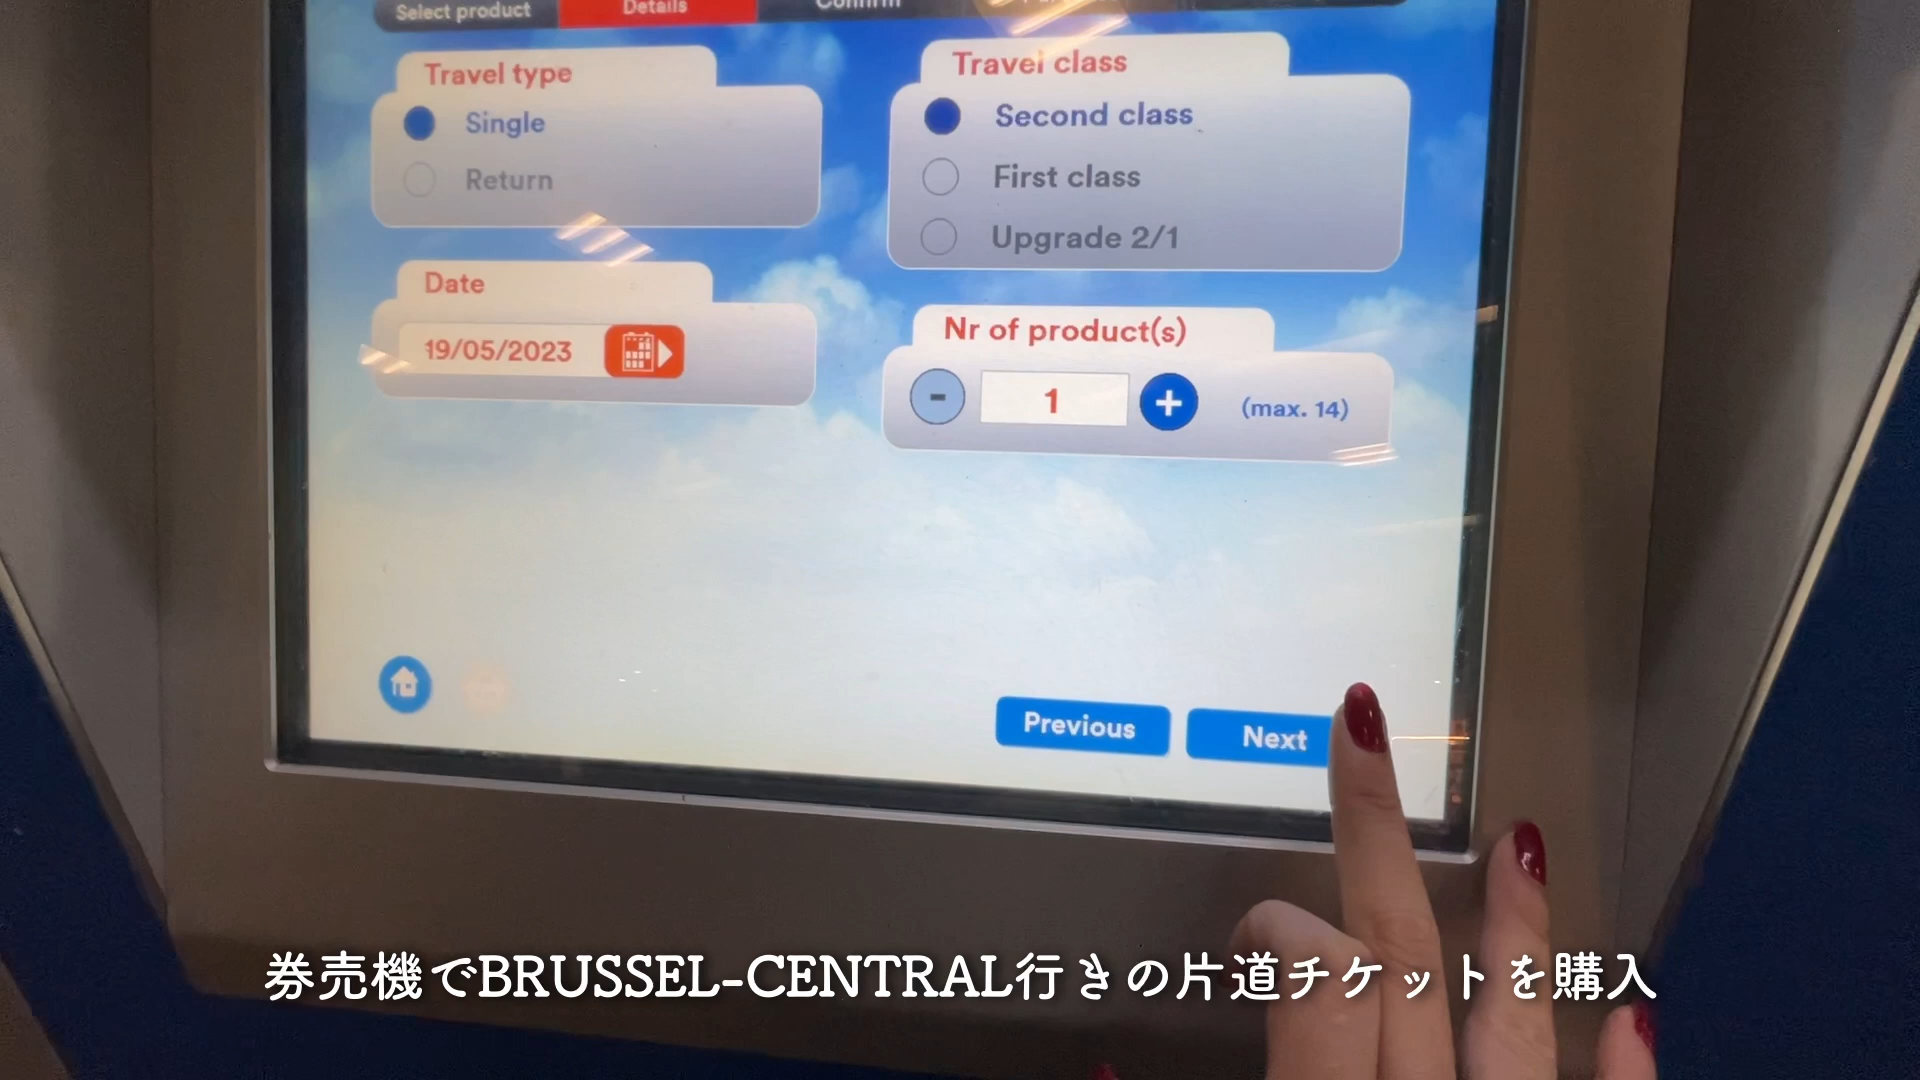 Select product
Details
Confirm
Travel type
Single
Return
Travel class
Second class
First class
Upgrade 2/1
Date
19/05/2023
Nr of product(s)
- 1 + (max. 14)
Previous
Next
券売機でBRUSSEL-CENTRAL行きの片道チケットを購入